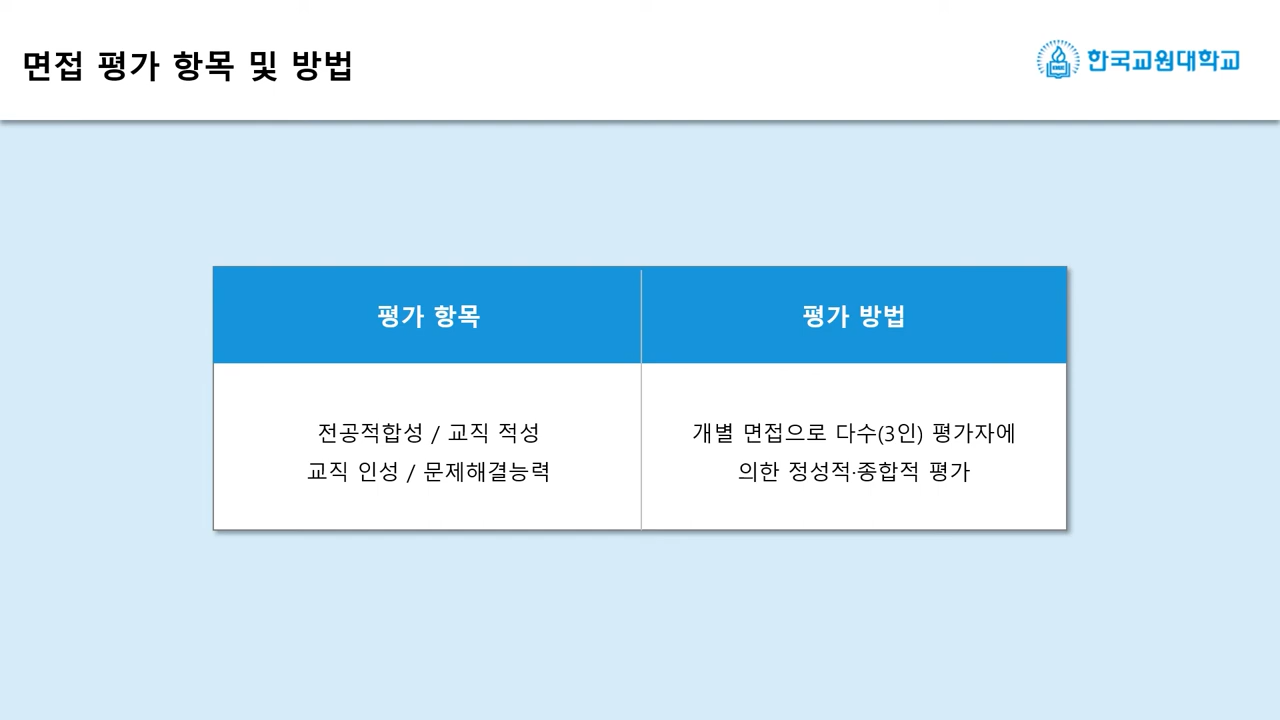 면접 평가 항목 및 방법
한국교원대학교
평가 항목
평가 방법
전공적합성 / 교직 적성
교직 인성 / 문제해결능력
개별 면접으로 다수(3인) 평가자에
의한 정성적·종합적 평가